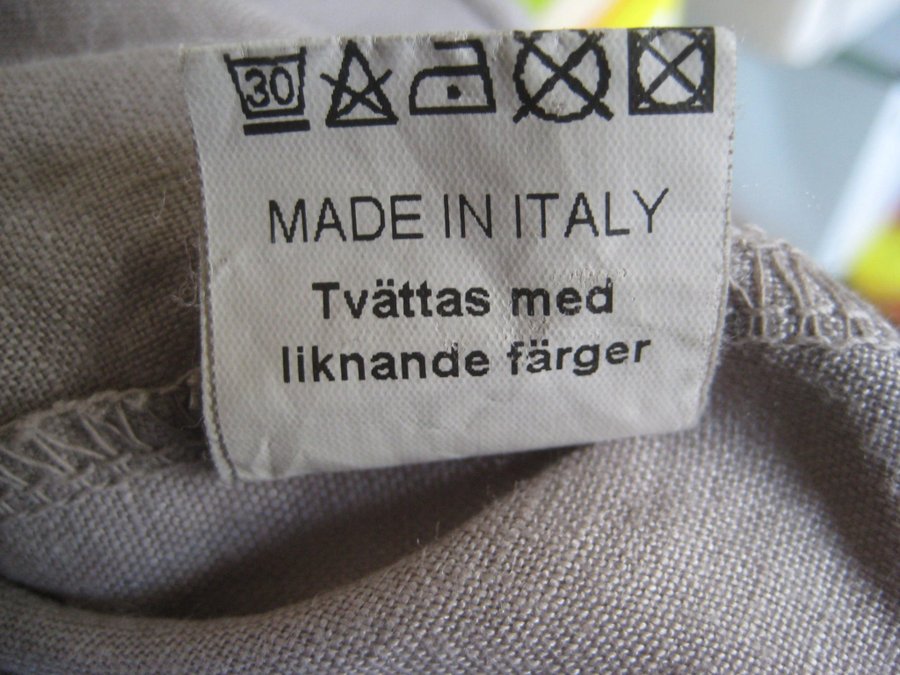 30
MADE IN ITALY
Tvättas med
liknande färger